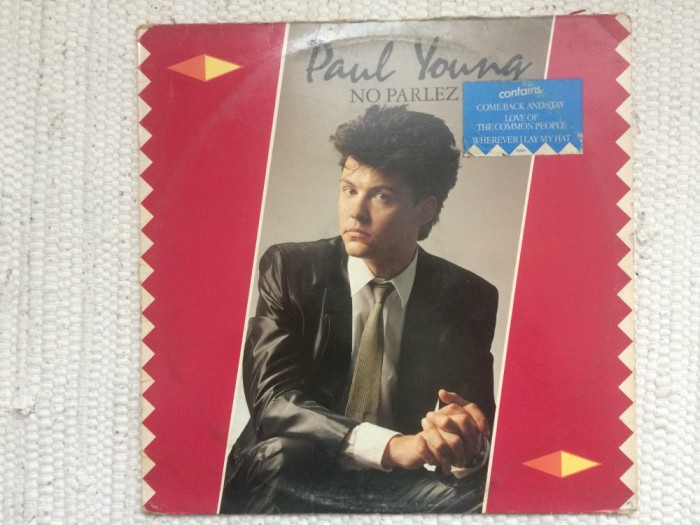 Paul Young
NO PARLEZ
contains
COME BACK AND STAY
LOVE OF
THE COMMON PEOPLE
WHEREVER I LAY MY HAT